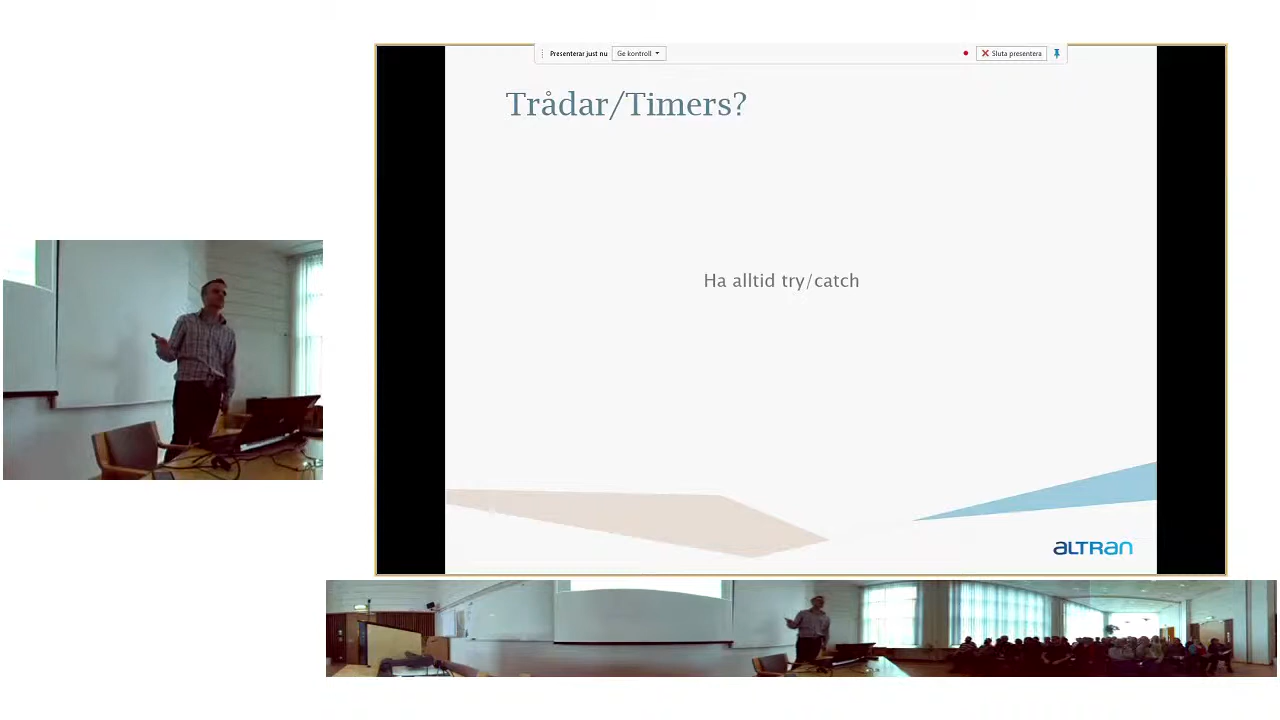 Presenterar just nu
Ge kontroll
Sluta presentera
Trådar/Timers?
Ha alltid try/catch
ALTRAN